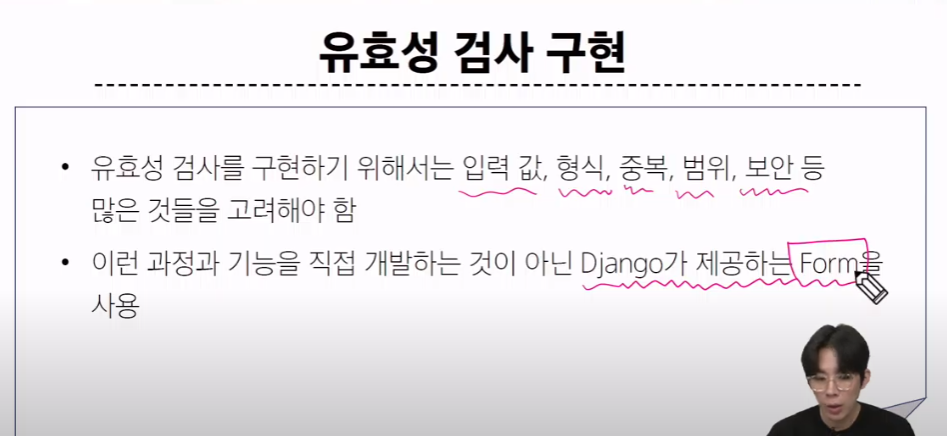 유효성 검사 구현
• 유효성 검사를 구현하기 위해서는 입력 값, 형식, 중복, 범위, 보안 등
많은 것들을 고려해야 함
• 이런 과정과 기능을 직접 개발하는 것이 아닌 Django가 제공하는 Form을
사용